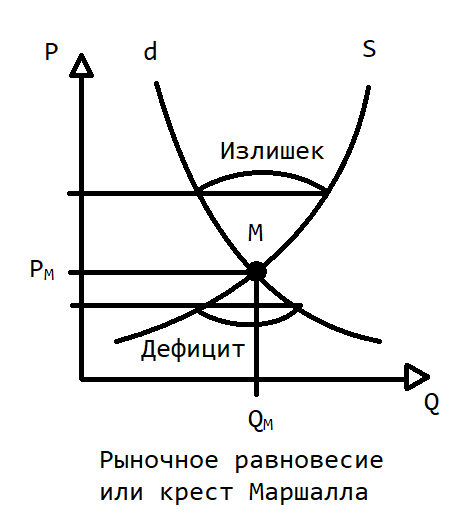 P
d
S
Излишек
M
PM
Дефицит
Q
QM
Рыночное равновесие
или крест Маршалла